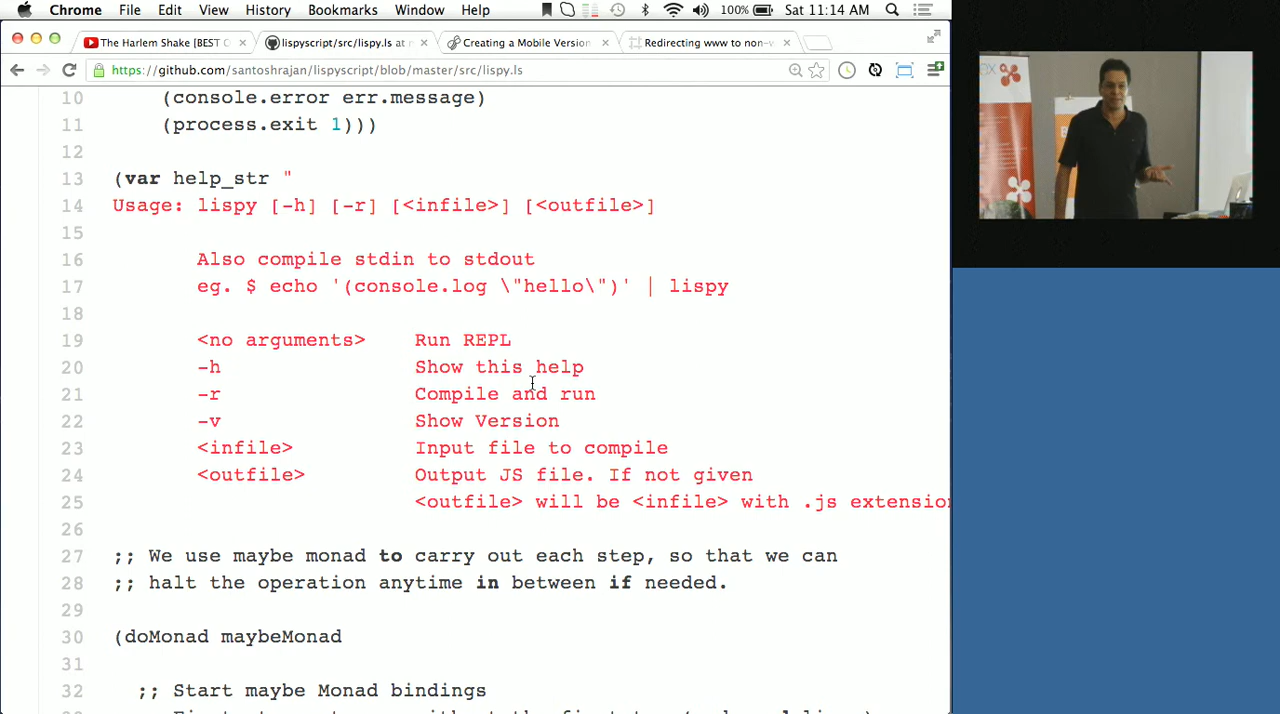 Chrome File Edit View History Bookmarks Window Help 100% Sat 11:14 AM
The Harlem Shake [BEST lispyscript/src/lispy.ls at Creating a Mobile Version Redirecting www to non-
https://github.com/santoshrajan/lispyscript/blob/master/src/lispy.ls
10 (console.error err.message)
11 (process.exit 1)))
12
13 (var help_str "
14 Usage: lispy [-h] [-r] [<infile>] [<outfile>]
15
16 Also compile stdin to stdout
17 eg. $ echo '(console.log \"hello\")' | lispy
18
19 <no arguments> Run REPL
20 -h Show this help
21 -r Compile and run
22 -v Show Version
23 <infile> Input file to compile
24 <outfile> Output JS file. If not given
25 <outfile> will be <infile> with .js extension
26
27 ;; We use maybe monad to carry out each step, so that we can
28 ;; halt the operation anytime in between if needed.
29
30 (doMonad maybeMonad
31
32 ;; Start maybe Monad bindings